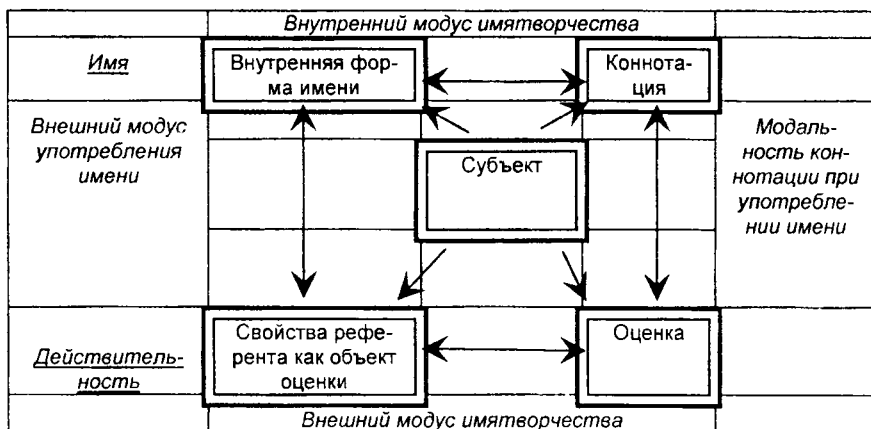 Внутренний модус имятворчества
Имя
Внутренняя фор-
ма имени
Коннота-
ция
Внешний модус
употребления
имени
Субъект
Модаль-
ность кон-
нотации при
употребле-
нии имени
Действитель-
ность
Свойства рефе-
рента как объект
оценки
Оценка
Внешний модус имятворчества